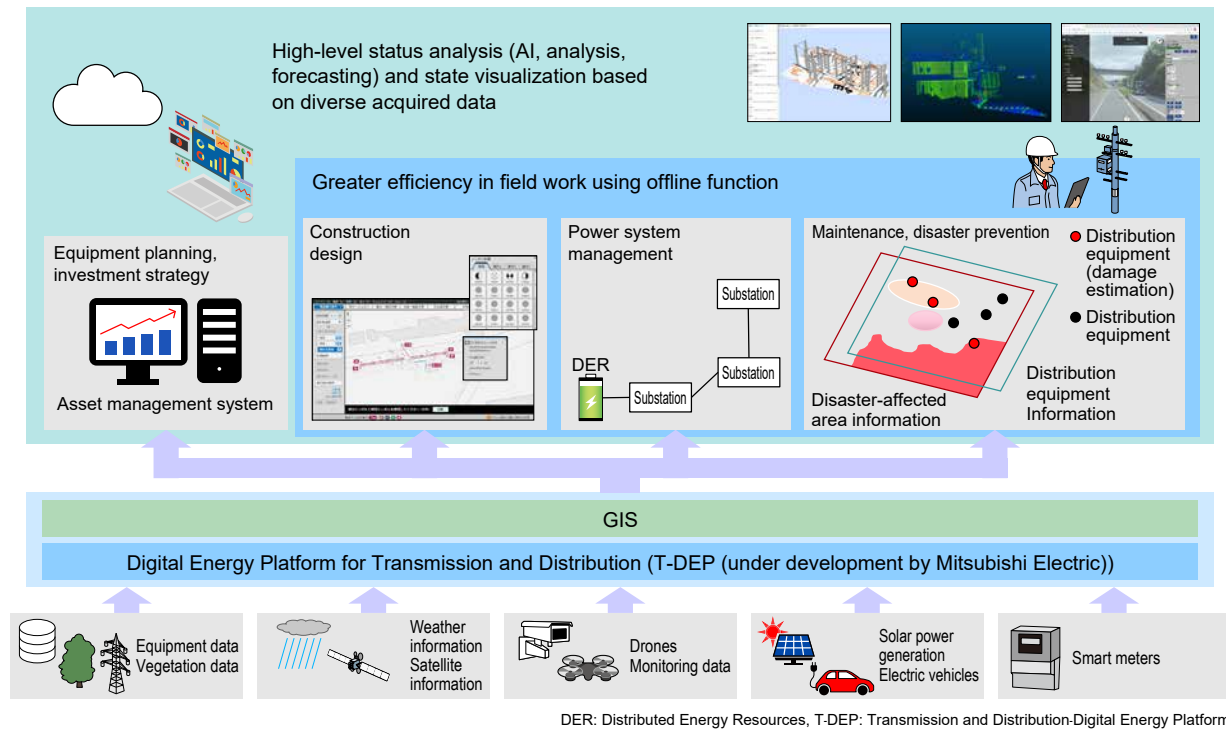 High-level status analysis (AI, analysis,
forecasting) and state visualization based
on diverse acquired data
Greater efficiency in field work using offline function
Equipment planning,
investment strategy
Asset management system
Construction
design
Power system
management
Substation
Substation
DER
Substation
Maintenance, disaster prevention
Distribution
equipment
(damage
estimation)
Distribution
equipment
Distribution
equipment
Information
Disaster-affected
area information
GIS
Digital Energy Platform for Transmission and Distribution (T-DEP (under development by Mitsubishi Electric))
Equipment data
Vegetation data
Weather
information
Satellite
information
Drones
Monitoring data
Solar power
generation
Electric vehicles
Smart meters
DER: Distributed Energy Resources, T-DEP: Transmission and Distribution-Digital Energy Platform